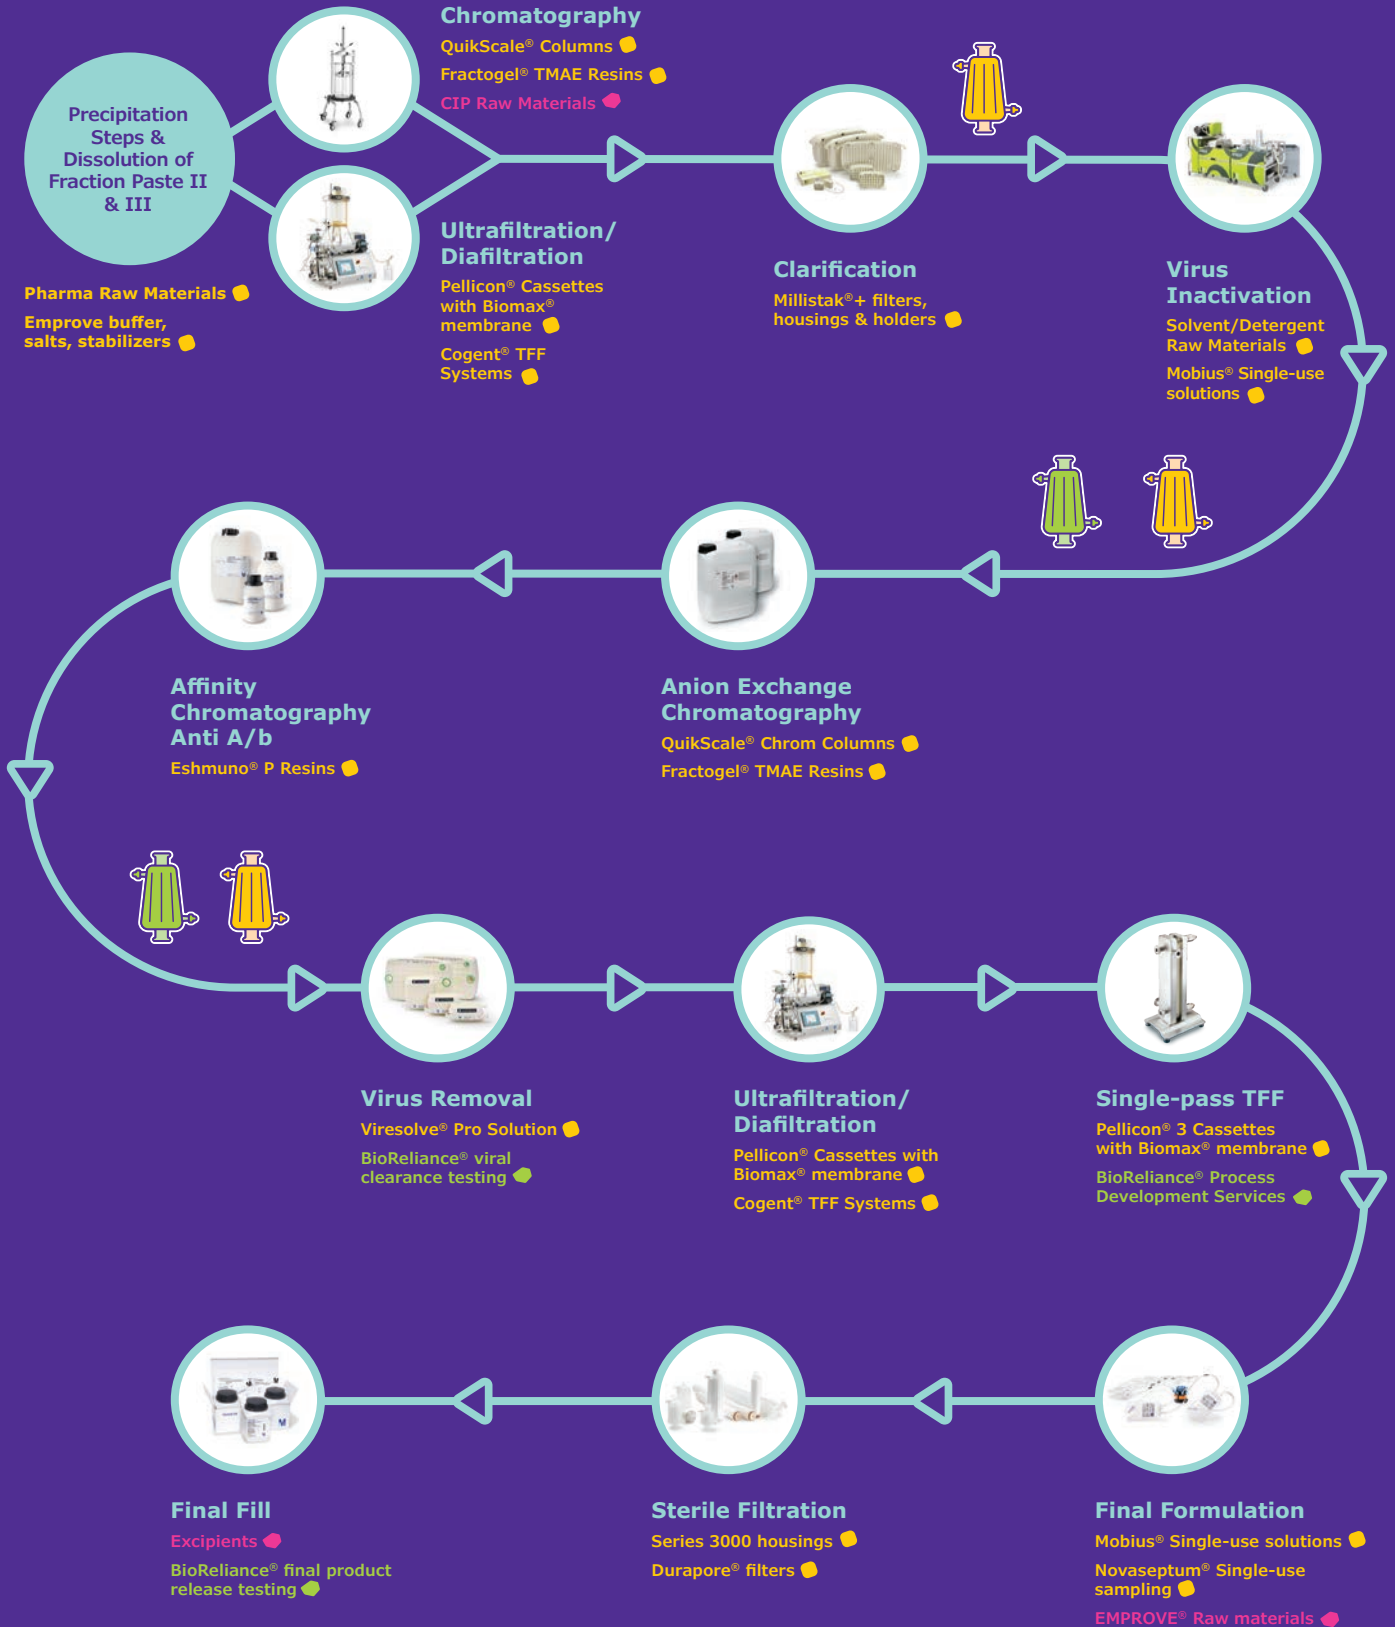 Precipitation
Steps &
Dissolution of
Fraction Paste II
& III
Pharma Raw Materials
Emprove buffer,
salts, stabilizers
Chromatography
QuikScale® Columns
Fractogel® TMAE Resins
CIP Raw Materials
Ultrafiltration/
Diafiltration
Pellicon® Cassettes
with Biomax®
membrane
Cogent® TFF
Systems
Clarification
Millistak®+ filters,
housings & holders
Virus
Inactivation
Solvent/Detergent
Raw Materials
Mobius® Single-use
solutions
Anion Exchange
Chromatography
QuikScale® Chrom Columns
Fractogel® TMAE Resins
Affinity
Chromatography
Anti A/b
Eshmuno® P Resins
Virus Removal
Viresolve® Pro Solution
BioReliance® viral
clearance testing
Ultrafiltration/
Diafiltration
Pellicon® Cassettes with
Biomax® membrane
Cogent® TFF Systems
Single-pass TFF
Pellicon® 3 Cassettes
with Biomax® membrane
BioReliance® Process
Development Services
Final Formulation
Mobius® Single-use solutions
Novaseptum® Single-use
sampling
EMPROVE® Raw materials
Sterile Filtration
Series 3000 housings
Durapore® filters
Final Fill
Excipients
BioReliance® final product
release testing